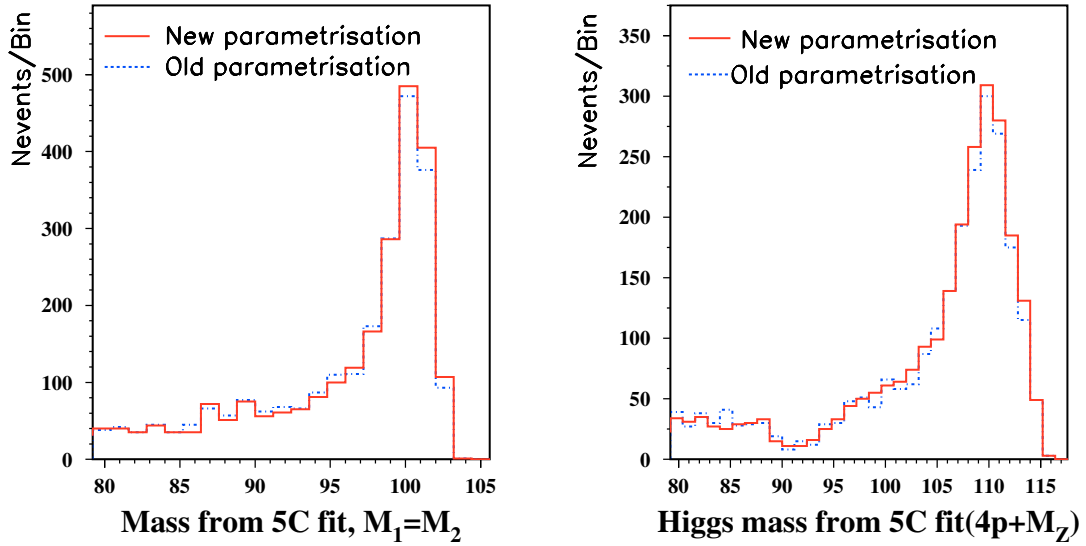 Nevents/Bin
New parametrisation
Old parametrisation
500
400
300
200
100
0
80 85 90 95 100 105
Mass from 5C fit, M₁=M₂
Nevents/Bin
New parametrisation
Old parametrisation
350
300
250
200
150
100
50
0
80 85 90 95 100 105 110 115
Higgs mass from 5C fit(4p+M_Z)